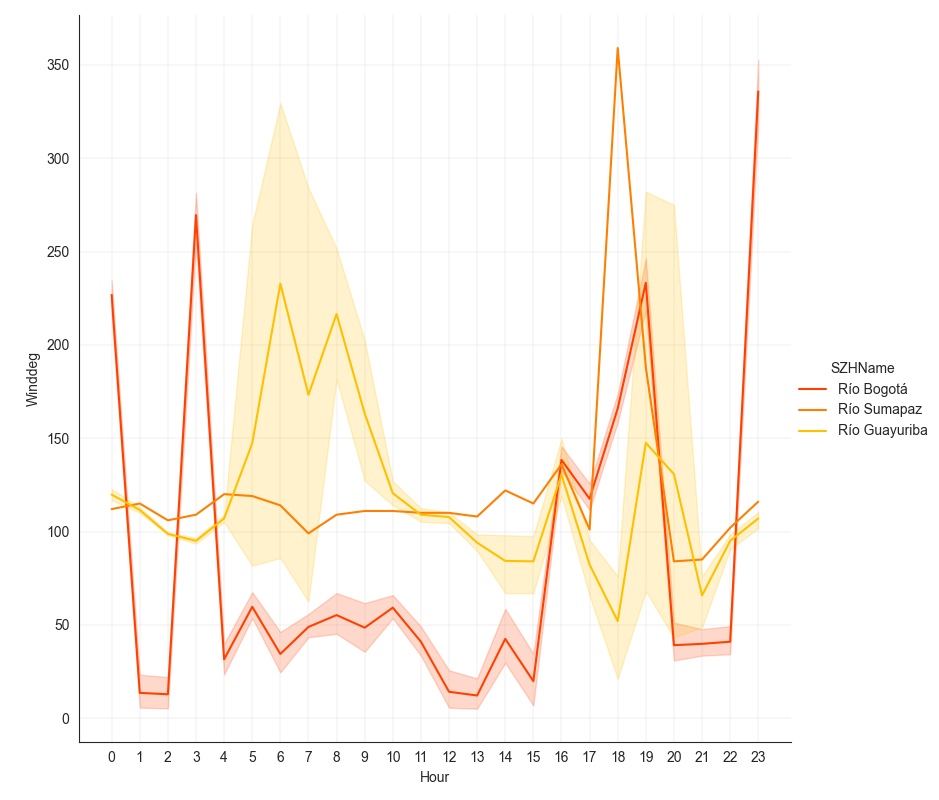 350
300
250
200
150
100
50
0
Winddeg
0 1 2 3 4 5 6 7 8 9 10 11 12 13 14 15 16 17 18 19 20 21 22 23
Hour
SZHName
Río Bogotá
Río Sumapaz
Río Guayuriba